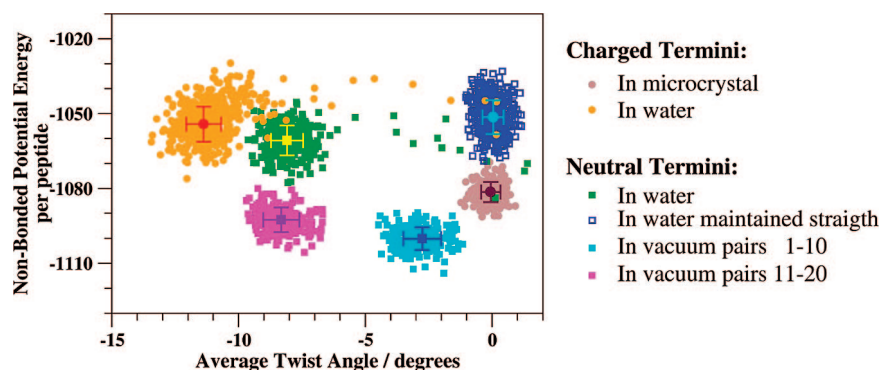 Non-Bonded Potential Energy
per peptide
-1020
-1050
-1080
-1110
-15
-10
-5
0
Average Twist Angle / degrees
Charged Termini:
In microcrystal
In water
Neutral Termini:
In water
In water maintained straigth
In vacuum pairs 1-10
In vacuum pairs 11-20